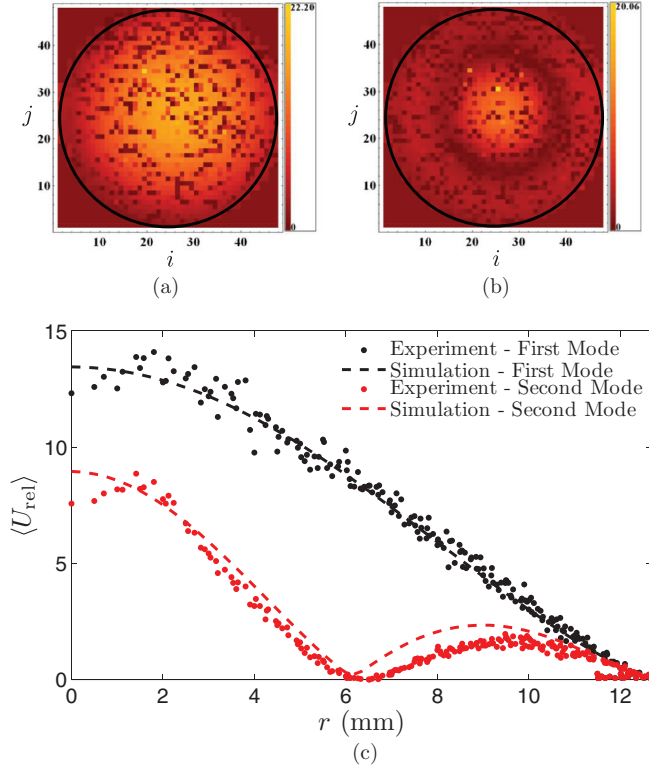 22.20
20.06
40
40
j
30
j
30
20
20
10
10
0
0
10 20 30 40
10 20 30 40
i
i
(a)
(b)
15
Experiment - First Mode
Simulation - First Mode
Experiment - Second Mode
Simulation - Second Mode
10
⟨U_rel⟩
5
0
0 2 4 6 8 10 12
r (mm)
(c)